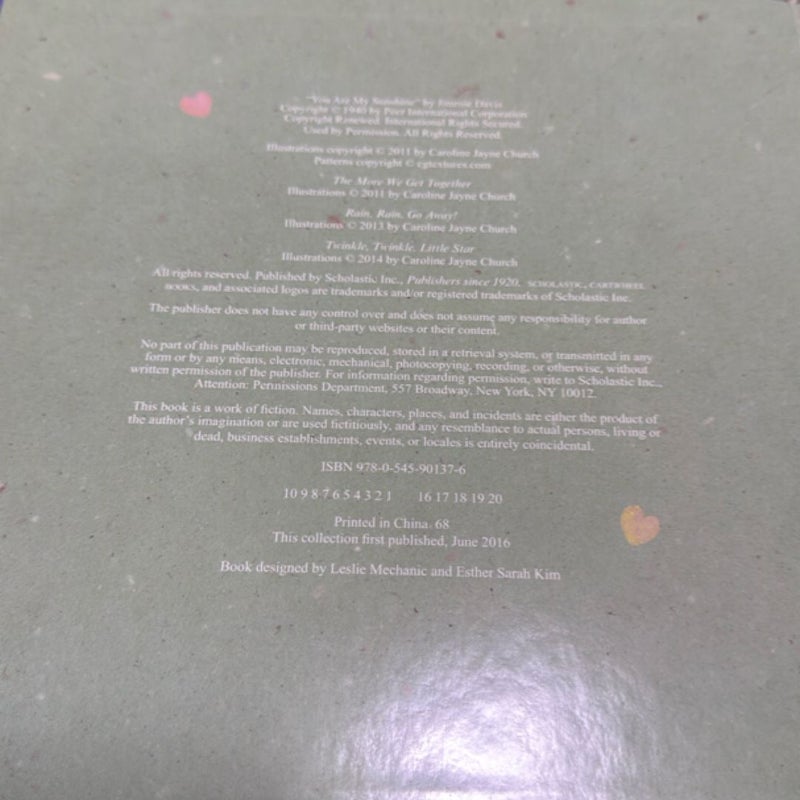 "You Are My Sunshine" by Jimmie Davis
Copyright © 1940 by Peer International Corporation
Copyright Renewed. International Rights Secured.
Used by Permission. All Rights Reserved.
Illustrations copyright © 2011 by Caroline Jayne Church
Patterns copyright © cgtextures.com
The More We Get Together
Illustrations © 2011 by Caroline Jayne Church
Rain, Rain, Go Away!
Illustrations © 2013 by Caroline Jayne Church
Twinkle, Twinkle, Little Star
Illustrations © 2014 by Caroline Jayne Church
All rights reserved. Published by Scholastic Inc., Publishers since 1920. SCHOLASTIC, CARTWHEEL
BOOKS, and associated logos are trademarks and/or registered trademarks of Scholastic Inc.
The publisher does not have any control over and does not assume any responsibility for author
or third-party websites or their content.
No part of this publication may be reproduced, stored in a retrieval system, or transmitted in any
form or by any means, electronic, mechanical, photocopying, recording, or otherwise, without
written permission of the publisher. For information regarding permission, write to Scholastic Inc.,
Attention: Permissions Department, 557 Broadway, New York, NY 10012.
This book is a work of fiction. Names, characters, places, and incidents are either the product of
the author's imagination or are used fictitiously, and any resemblance to actual persons, living or
dead, business establishments, events, or locales is entirely coincidental.
ISBN 978-0-545-90137-6
10 9 8 7 6 5 4 3 2 1 16 17 18 19 20
Printed in China 68
This collection first published, June 2016
Book designed by Leslie Mechanic and Esther Sarah Kim